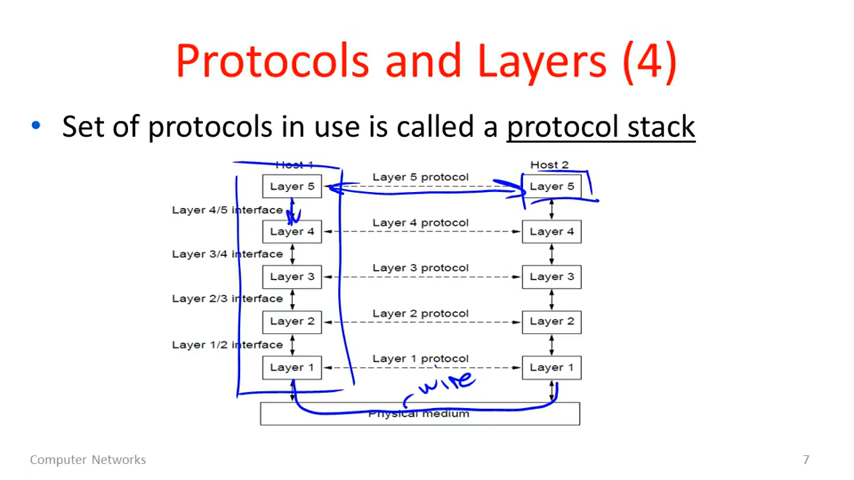 Protocols and Layers (4)
• Set of protocols in use is called a protocol stack
Host 1
Host 2
Layer 5
Layer 5 protocol
Layer 5
Layer 4/5 interface
Layer 4
Layer 4 protocol
Layer 4
Layer 3/4 interface
Layer 3
Layer 3 protocol
Layer 3
Layer 2/3 interface
Layer 2
Layer 2 protocol
Layer 2
Layer 1/2 interface
Layer 1
Layer 1 protocol
Layer 1
wire
Physical medium
Computer Networks
7